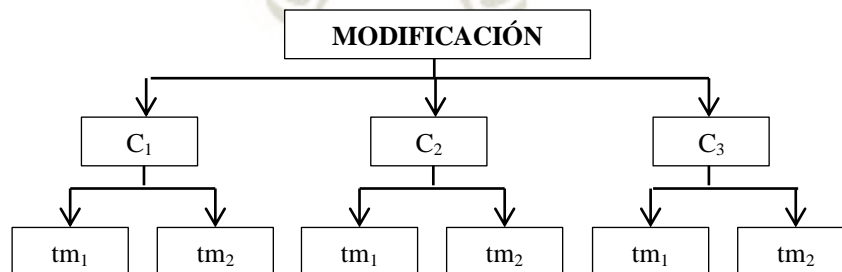 MODIFICACIÓN
C₁ C₂ C₃
tm₁ tm₂ tm₁ tm₂ tm₁ tm₂